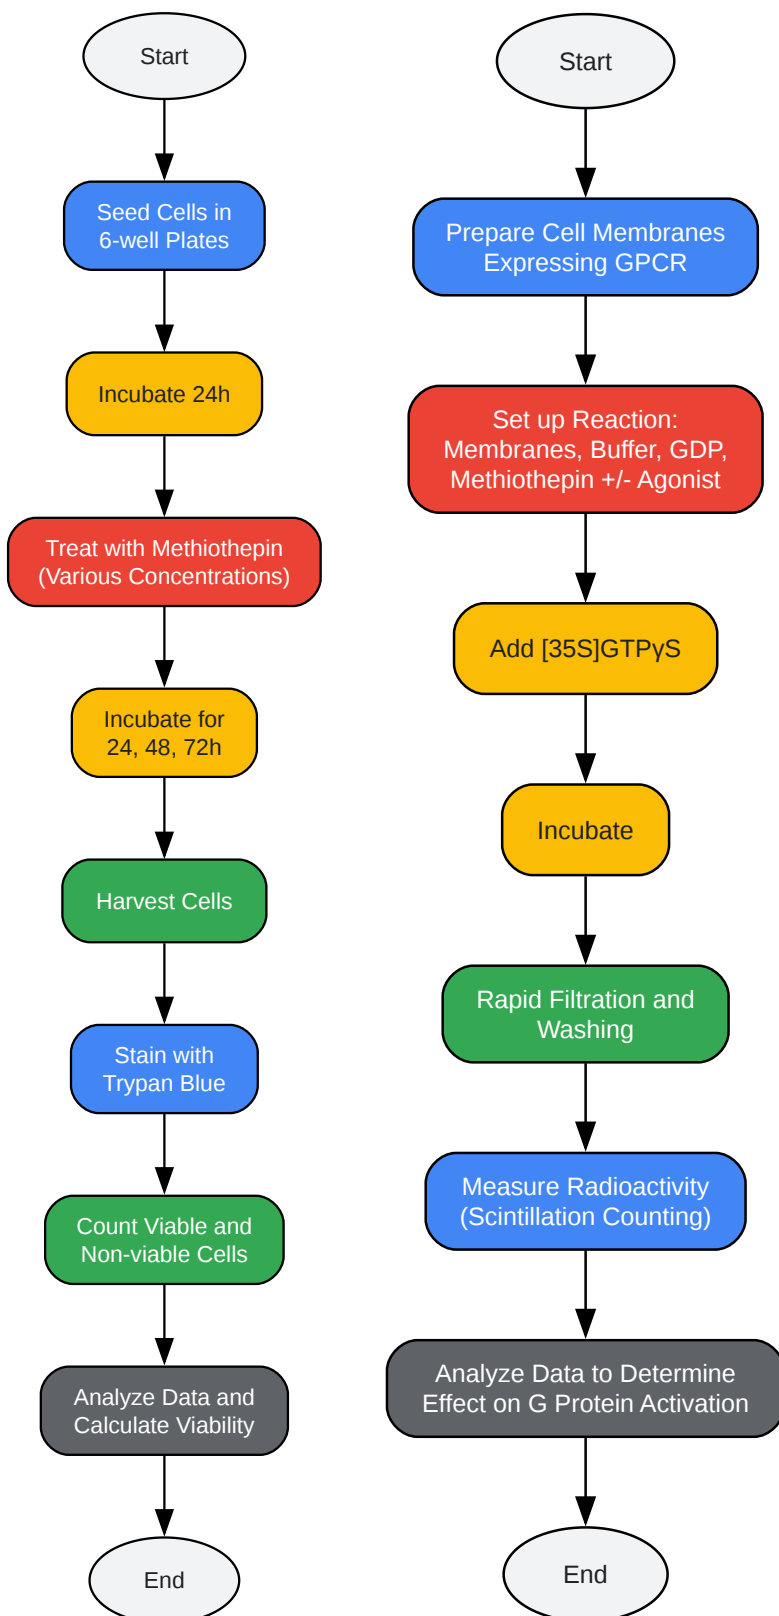 Start
Seed Cells in
6-well Plates
Incubate 24h
Treat with Methiothepin
(Various Concentrations)
Incubate for
24, 48, 72h
Harvest Cells
Stain with
Trypan Blue
Count Viable and
Non-viable Cells
Analyze Data and
Calculate Viability
End
Start
Prepare Cell Membranes
Expressing GPCR
Set up Reaction:
Membranes, Buffer, GDP,
Methiothepin +/- Agonist
Add [35S]GTPγS
Incubate
Rapid Filtration and
Washing
Measure Radioactivity
(Scintillation Counting)
Analyze Data to Determine
Effect on G Protein Activation
End